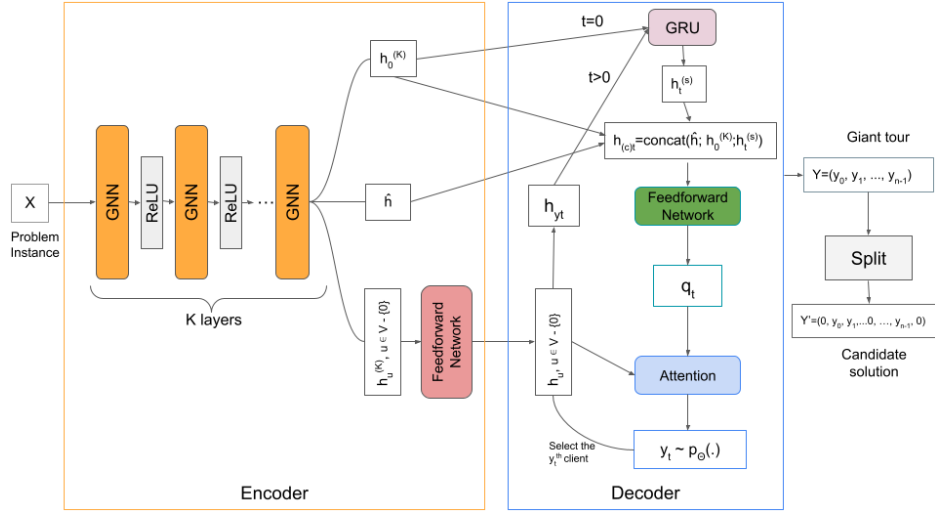 X
Problem
Instance
GNN
ReLU
GNN
ReLU
...
GNN
K layers
h₀⁽ᴷ⁾
ĥ
hᵤ⁽ᴷ⁾, u ∈ V - {0}
Feedforward
Network
Encoder
t=0
t>0
GRU
hₜ⁽ˢ⁾
h₍c₎ₜ=concat(ĥ; h₀⁽ᴷ⁾;hₜ⁽ˢ⁾)
Feedforward
Network
h_yt
qₜ
hᵤ, u ∈ V - {0}
Attention
Select the
yₜᵗʰ client
yₜ ~ p_Θ(.)
Decoder
Giant tour
Y=(y₀, y₁, ..., yₙ₋₁)
Split
Y'=(0, y₀, y₁,...0, ..., yₙ₋₁, 0)
Candidate
solution